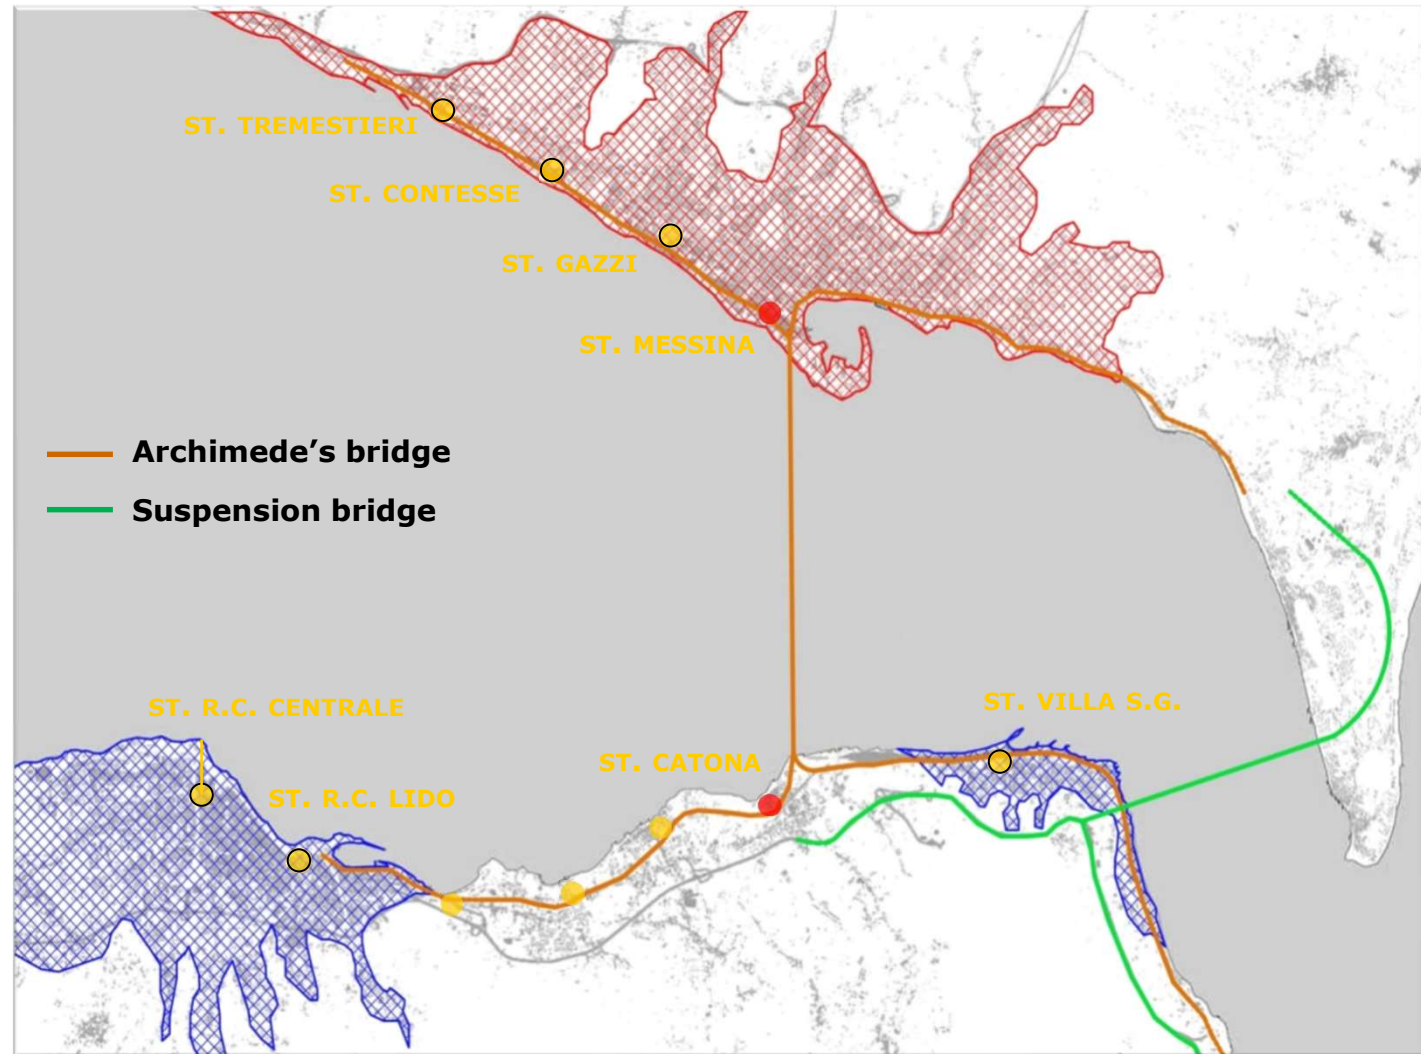 ST. TREMESTIERI
ST. CONTESSE
ST. GAZZI
ST. MESSINA
Archimede’s bridge
Suspension bridge
ST. R.C. CENTRALE
ST. VILLA S.G.
ST. CATONA
ST. R.C. LIDO